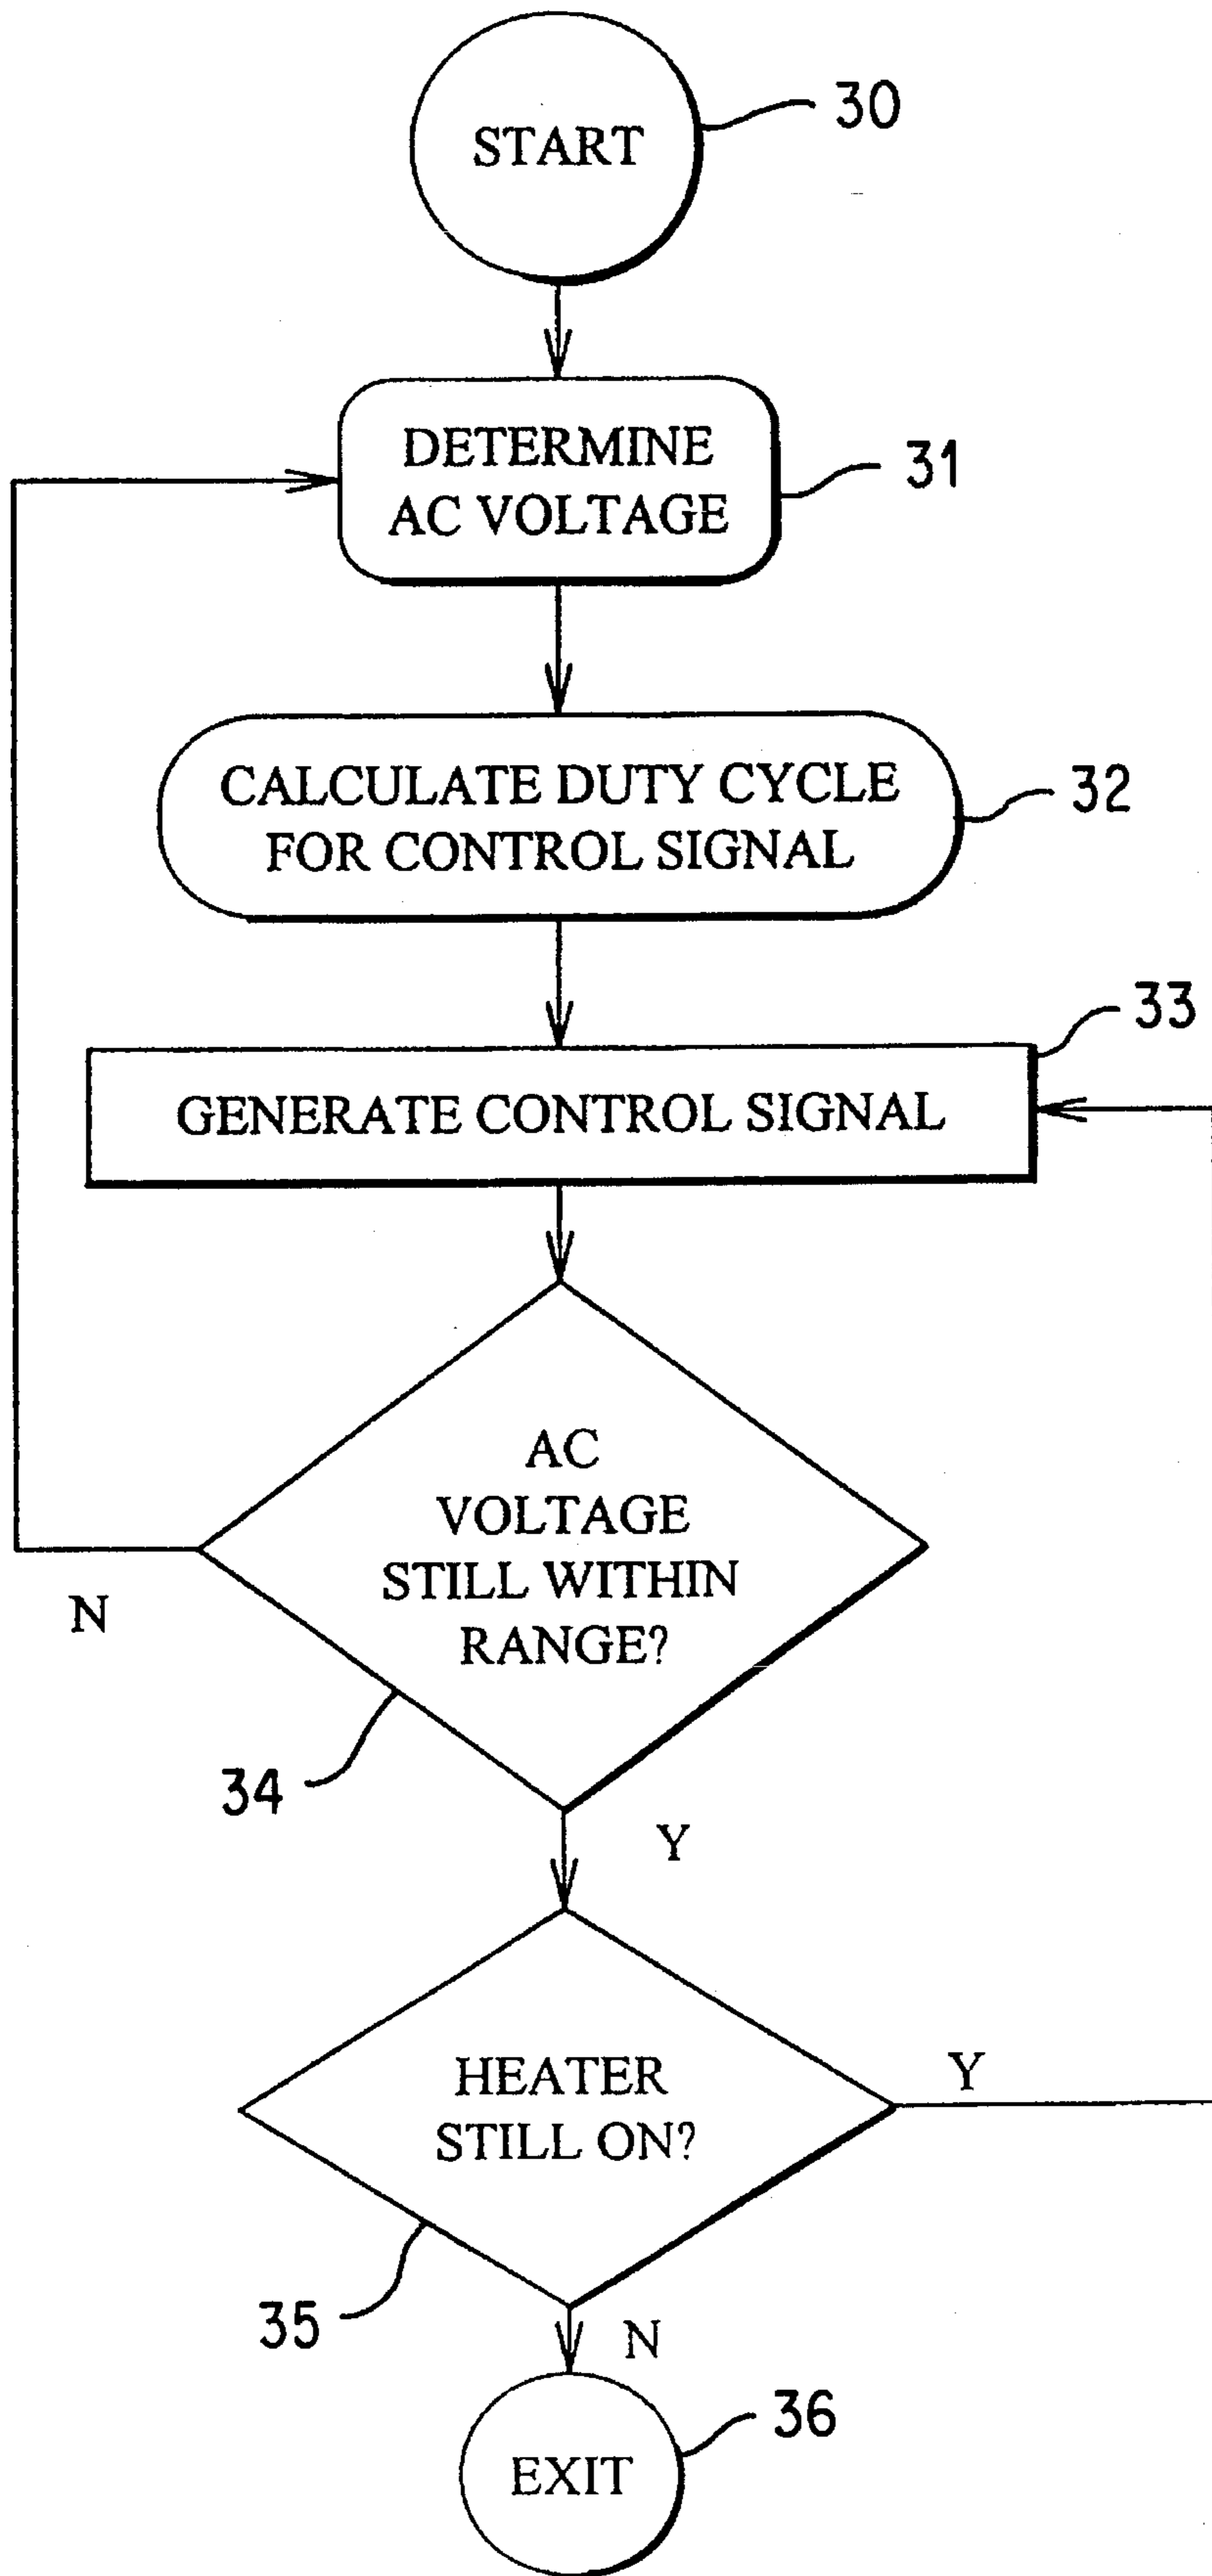 START
30
DETERMINE
AC VOLTAGE
31
CALCULATE DUTY CYCLE
FOR CONTROL SIGNAL
32
33
GENERATE CONTROL SIGNAL
AC
VOLTAGE
STILL WITHIN
RANGE?
N
34
Y
HEATER
STILL ON?
Y
35
N
36
EXIT